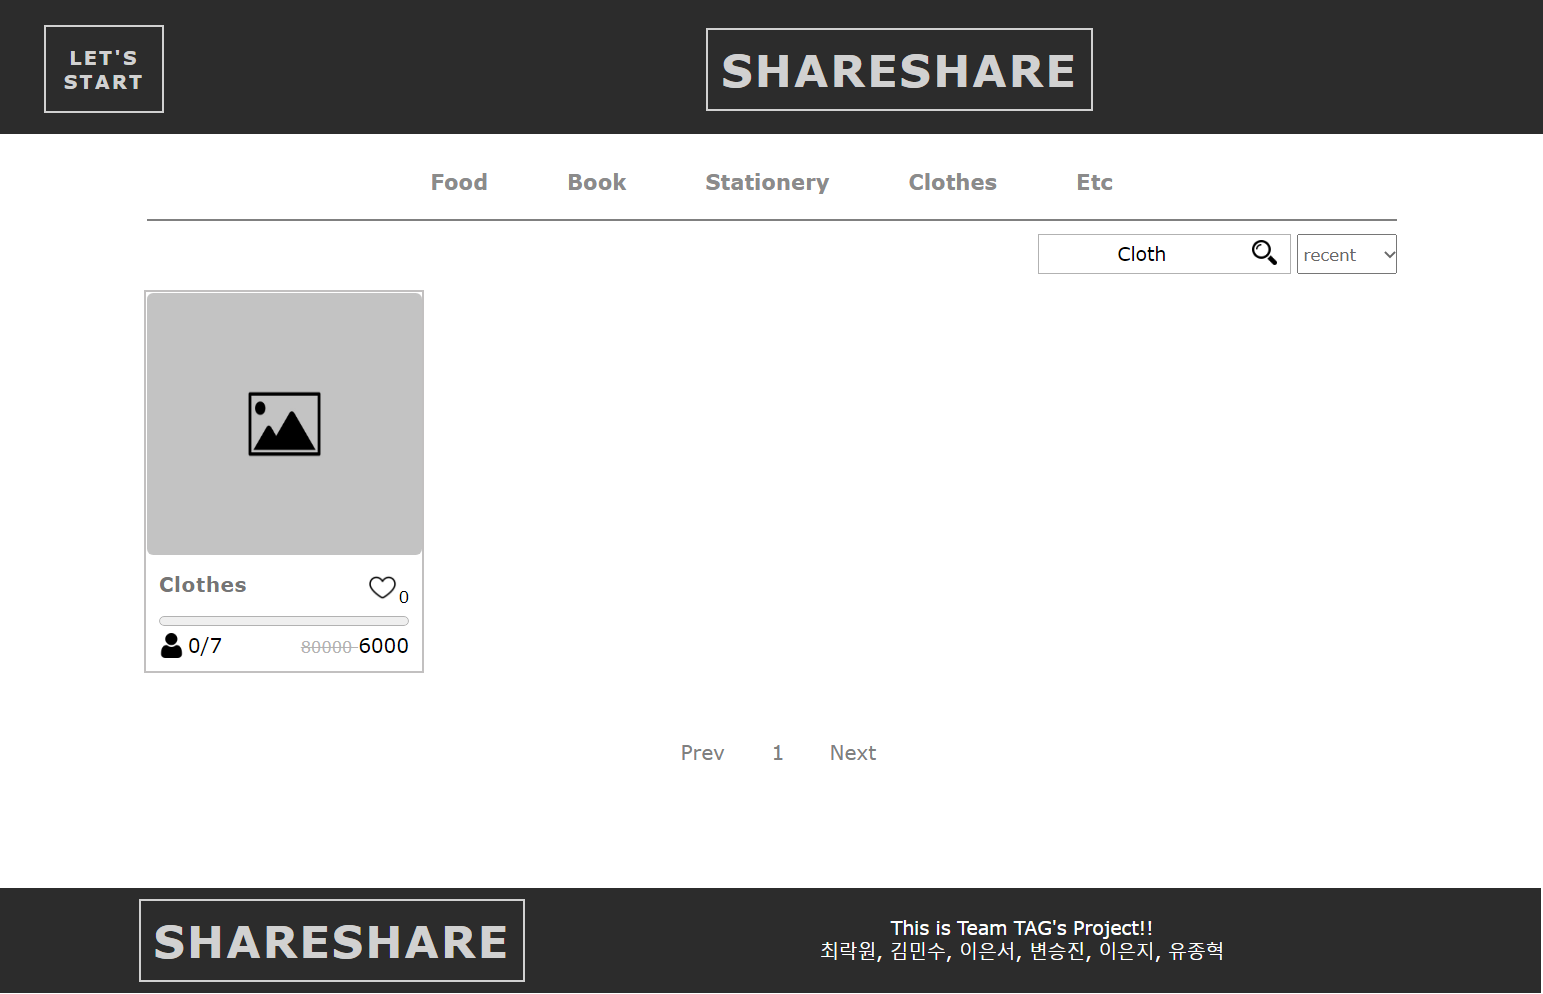 LET'S
START
SHARESHARE
Food Book Stationery Clothes Etc
Cloth recent
Clothes 0
0/7 80000 6000
Prev 1 Next
SHARESHARE
This is Team TAG's Project!!
최락원, 김민수, 이은서, 변승진, 이은지, 유종혁